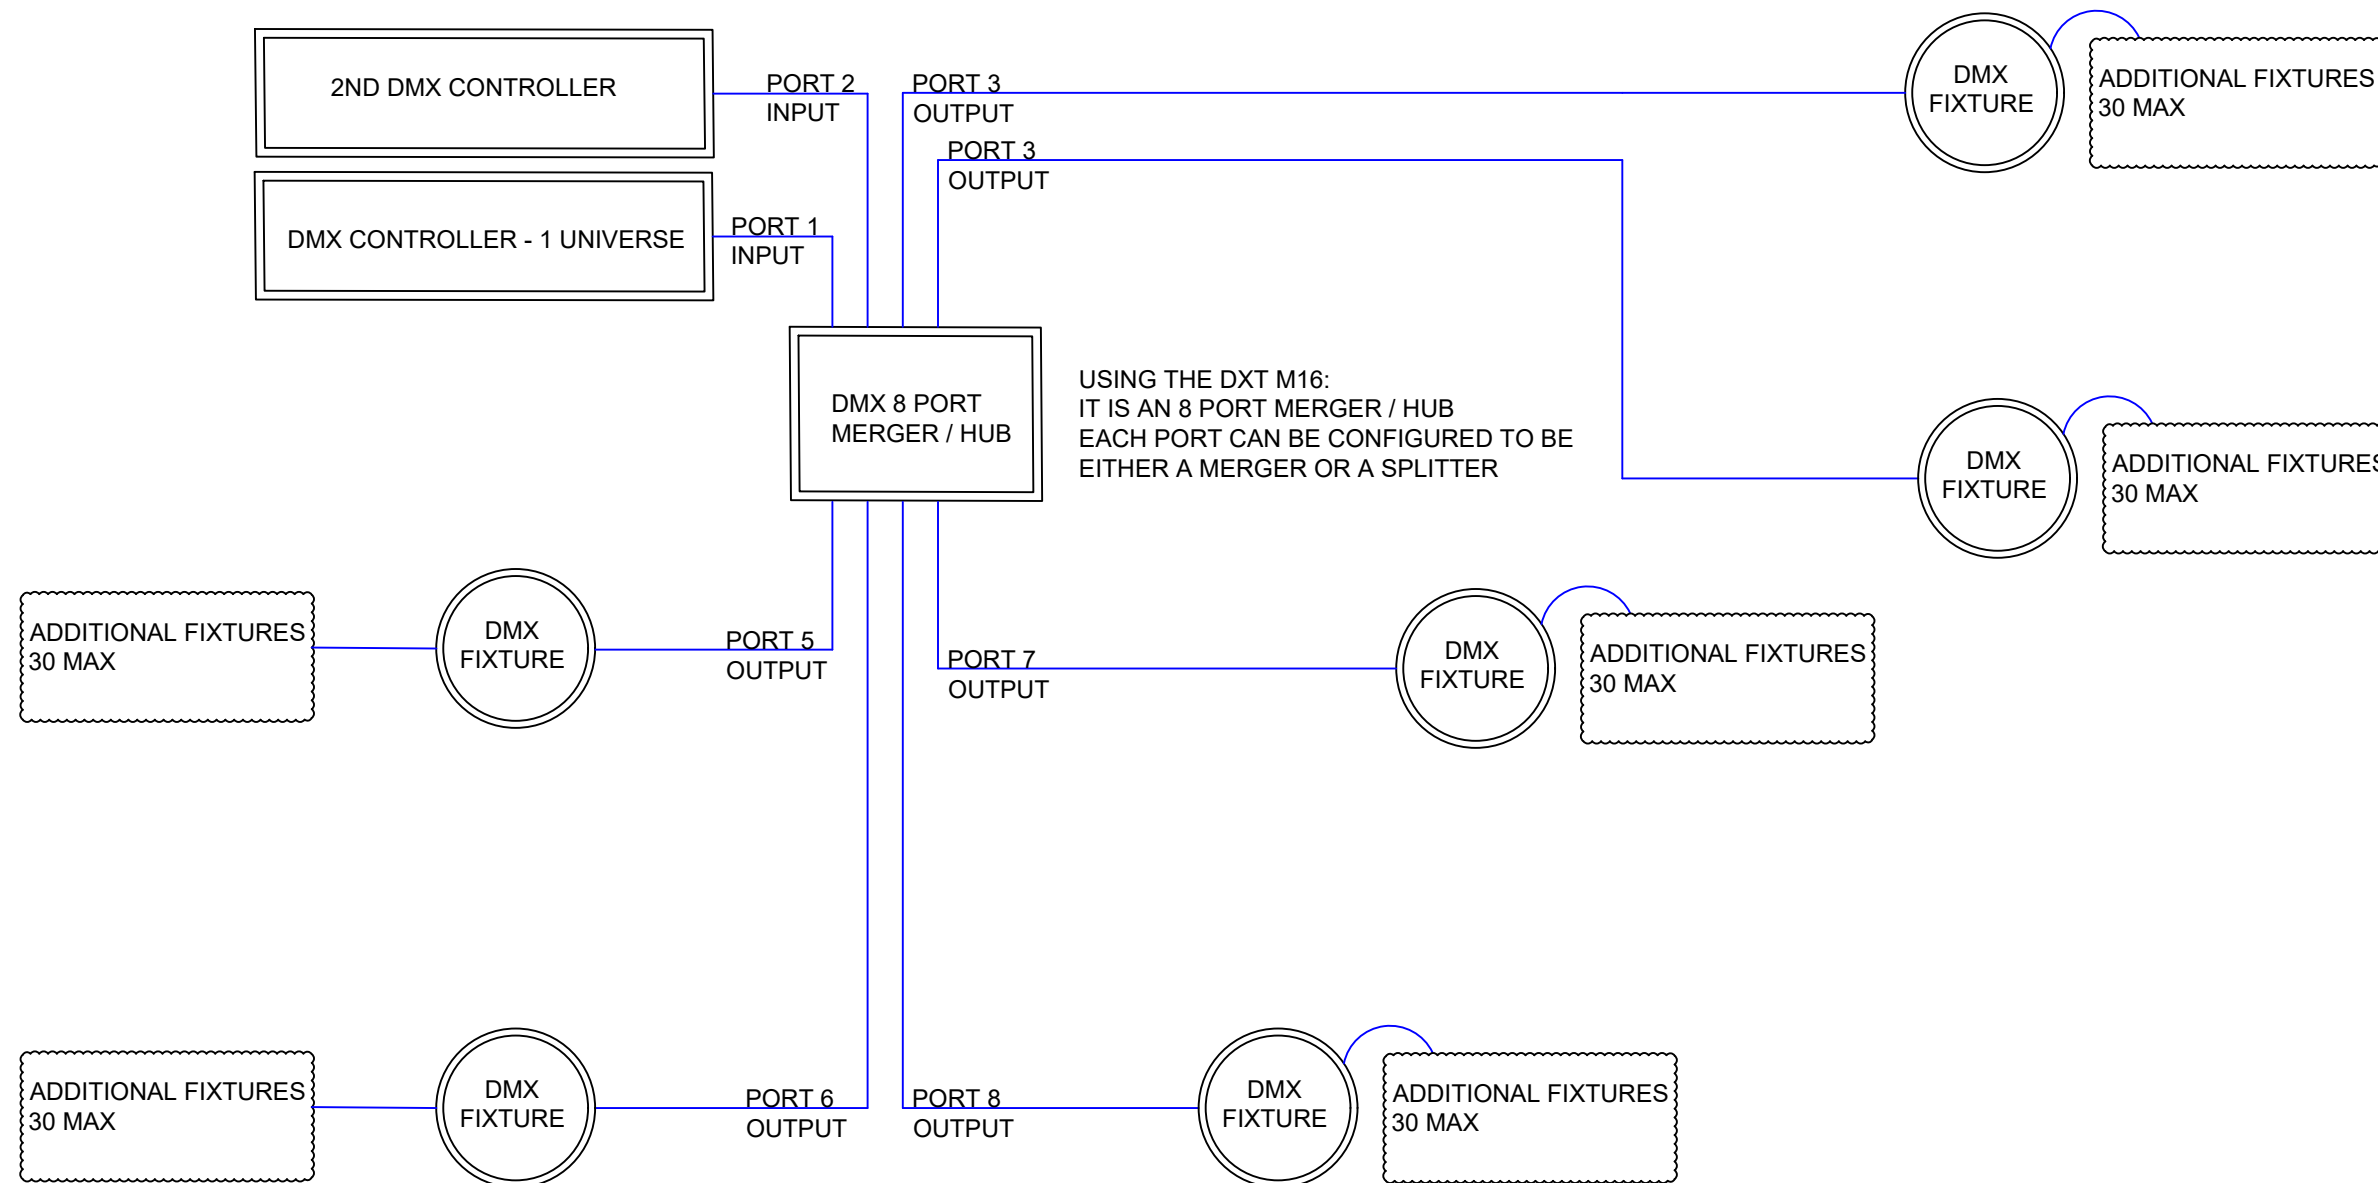 2ND DMX CONTROLLER
PORT 2
INPUT
PORT 3
OUTPUT
DMX
FIXTURE
ADDITIONAL FIXTURES
30 MAX
PORT 3
OUTPUT
DMX CONTROLLER - 1 UNIVERSE
PORT 1
INPUT
DMX 8 PORT
MERGER / HUB
USING THE DXT M16:
IT IS AN 8 PORT MERGER / HUB
EACH PORT CAN BE CONFIGURED TO BE
EITHER A MERGER OR A SPLITTER
DMX
FIXTURE
ADDITIONAL FIXTURES
30 MAX
ADDITIONAL FIXTURES
30 MAX
DMX
FIXTURE
PORT 5
OUTPUT
PORT 7
OUTPUT
DMX
FIXTURE
ADDITIONAL FIXTURES
30 MAX
ADDITIONAL FIXTURES
30 MAX
DMX
FIXTURE
PORT 6
OUTPUT
PORT 8
OUTPUT
DMX
FIXTURE
ADDITIONAL FIXTURES
30 MAX